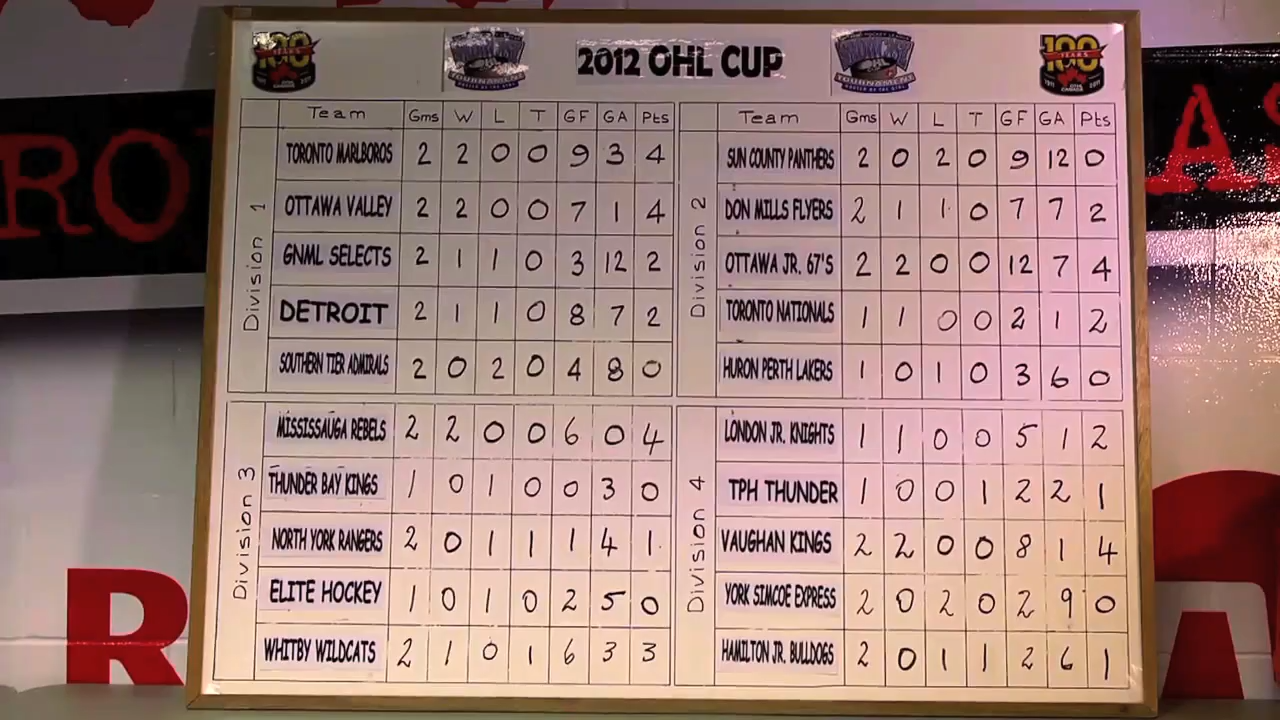 2012 OHL CUP
100
YEARS
TOURNAMENT
TOURNAMENT
100
YEARS
Division 1
Team Gms W L T GF GA Pts
TORONTO MARLBOROS 2 2 0 0 9 3 4
OTTAWA VALLEY 2 2 0 0 7 1 4
GNML SELECTS 2 1 1 0 3 12 2
DETROIT 2 1 1 0 8 7 2
SOUTHERN TIER ADMIRALS 2 0 2 0 4 8 0
Division 2
Team Gms W L T GF GA Pts
SUN COUNTY PANTHERS 2 0 2 0 9 12 0
DON MILLS FLYERS 2 1 1 0 7 7 2
OTTAWA JR. 67'S 2 2 0 0 12 7 4
TORONTO NATIONALS 1 1 0 0 2 1 2
HURON PERTH LAKERS 1 0 1 0 3 6 0
Division 3
MISSISSAUGA REBELS 2 2 0 0 6 0 4
THUNDER BAY KINGS 1 0 1 0 0 3 0
NORTH YORK RANGERS 2 0 1 1 1 4 1
ELITE HOCKEY 1 0 1 0 2 5 0
WHITBY WILDCATS 2 1 0 1 6 3 3
Division 4
LONDON JR. KNIGHTS 1 1 0 0 5 1 2
TPH THUNDER 1 0 0 1 2 2 1
VAUGHAN KINGS 2 2 0 0 8 1 4
YORK SIMCOE EXPRESS 2 0 2 0 2 9 0
HAMILTON JR. BULLDOGS 2 0 1 1 2 6 1